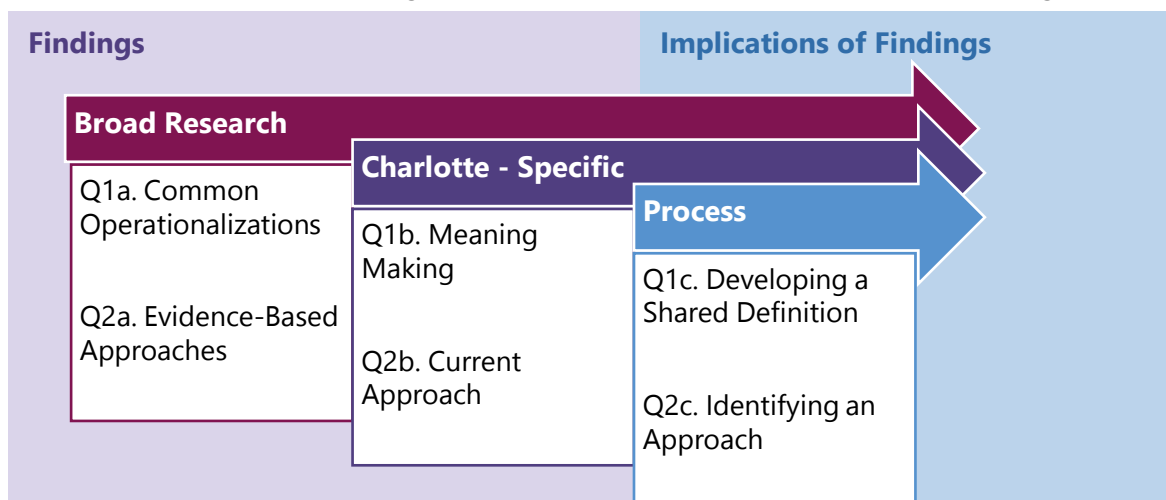 Findings
Implications of Findings
Broad Research
Q1a. Common
Operationalizations
Q2a. Evidence-Based
Approaches
Charlotte - Specific
Q1b. Meaning
Making
Q2b. Current
Approach
Process
Q1c. Developing a
Shared Definition
Q2c. Identifying an
Approach